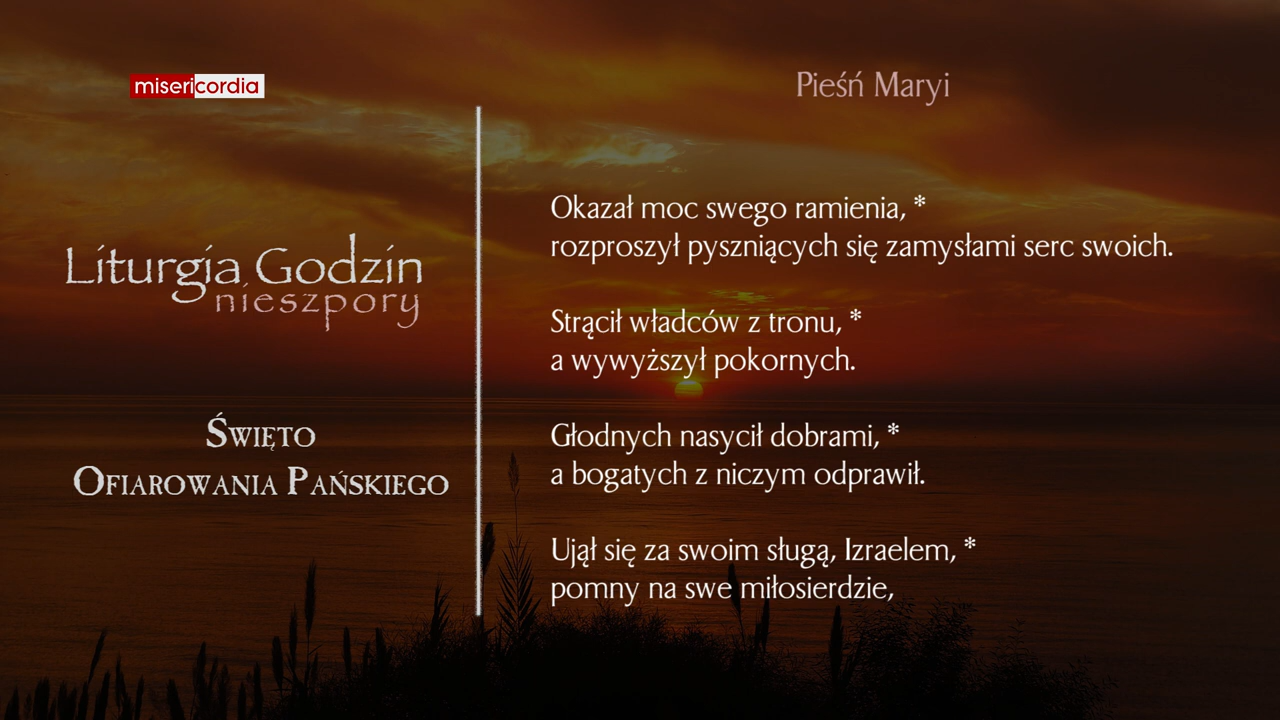 misericordia
Liturgia Godzin
nieszpory
Święto
Ofiarowania Pańskiego
Pieśń Maryi
Okazał moc swego ramienia, *
rozproszył pyszniących się zamysłami serc swoich.
Strącił władców z tronu, *
a wywyższył pokornych.
Głodnych nasycił dobrami, *
a bogatych z niczym odprawił.
Ujął się za swoim sługą, Izraelem, *
pomny na swe miłosierdzie,